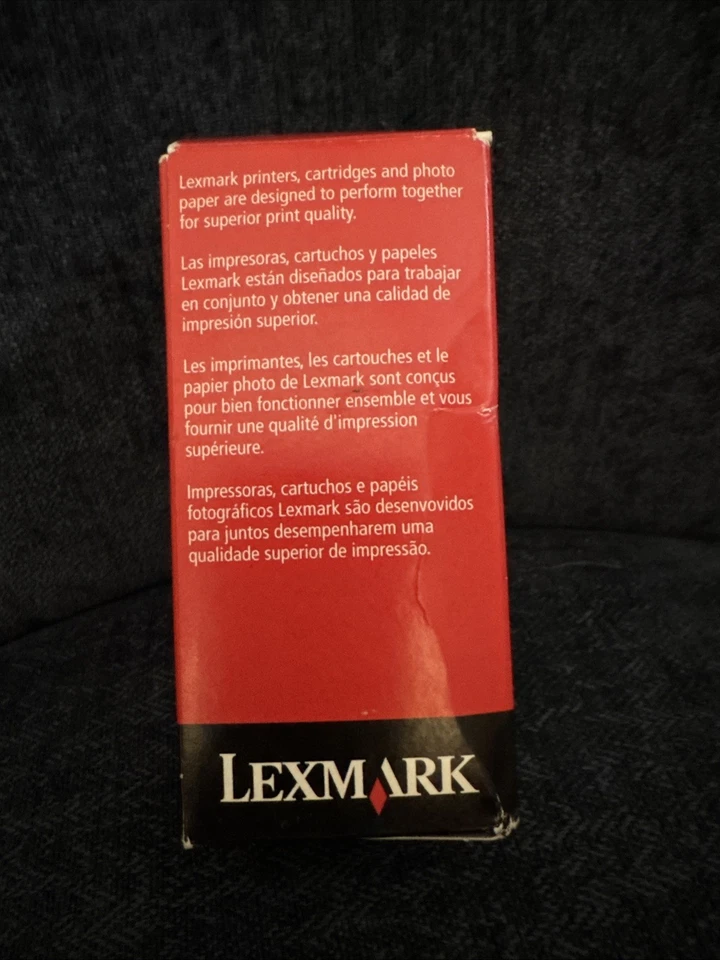 Lexmark printers, cartridges and photo
paper are designed to perform together
for superior print quality.
Las impresoras, cartuchos y papeles
Lexmark están diseñados para trabajar
en conjunto y obtener una calidad de
impresión superior.
Les imprimantes, les cartouches et le
papier photo de Lexmark sont conçus
pour bien fonctionner ensemble et vous
fournir une qualité d'impression
supérieure.
Impressoras, cartuchos e papéis
fotográficos Lexmark são desenvovidos
para juntos desempenharem uma
qualidade superior de impressão.
LEXMARK